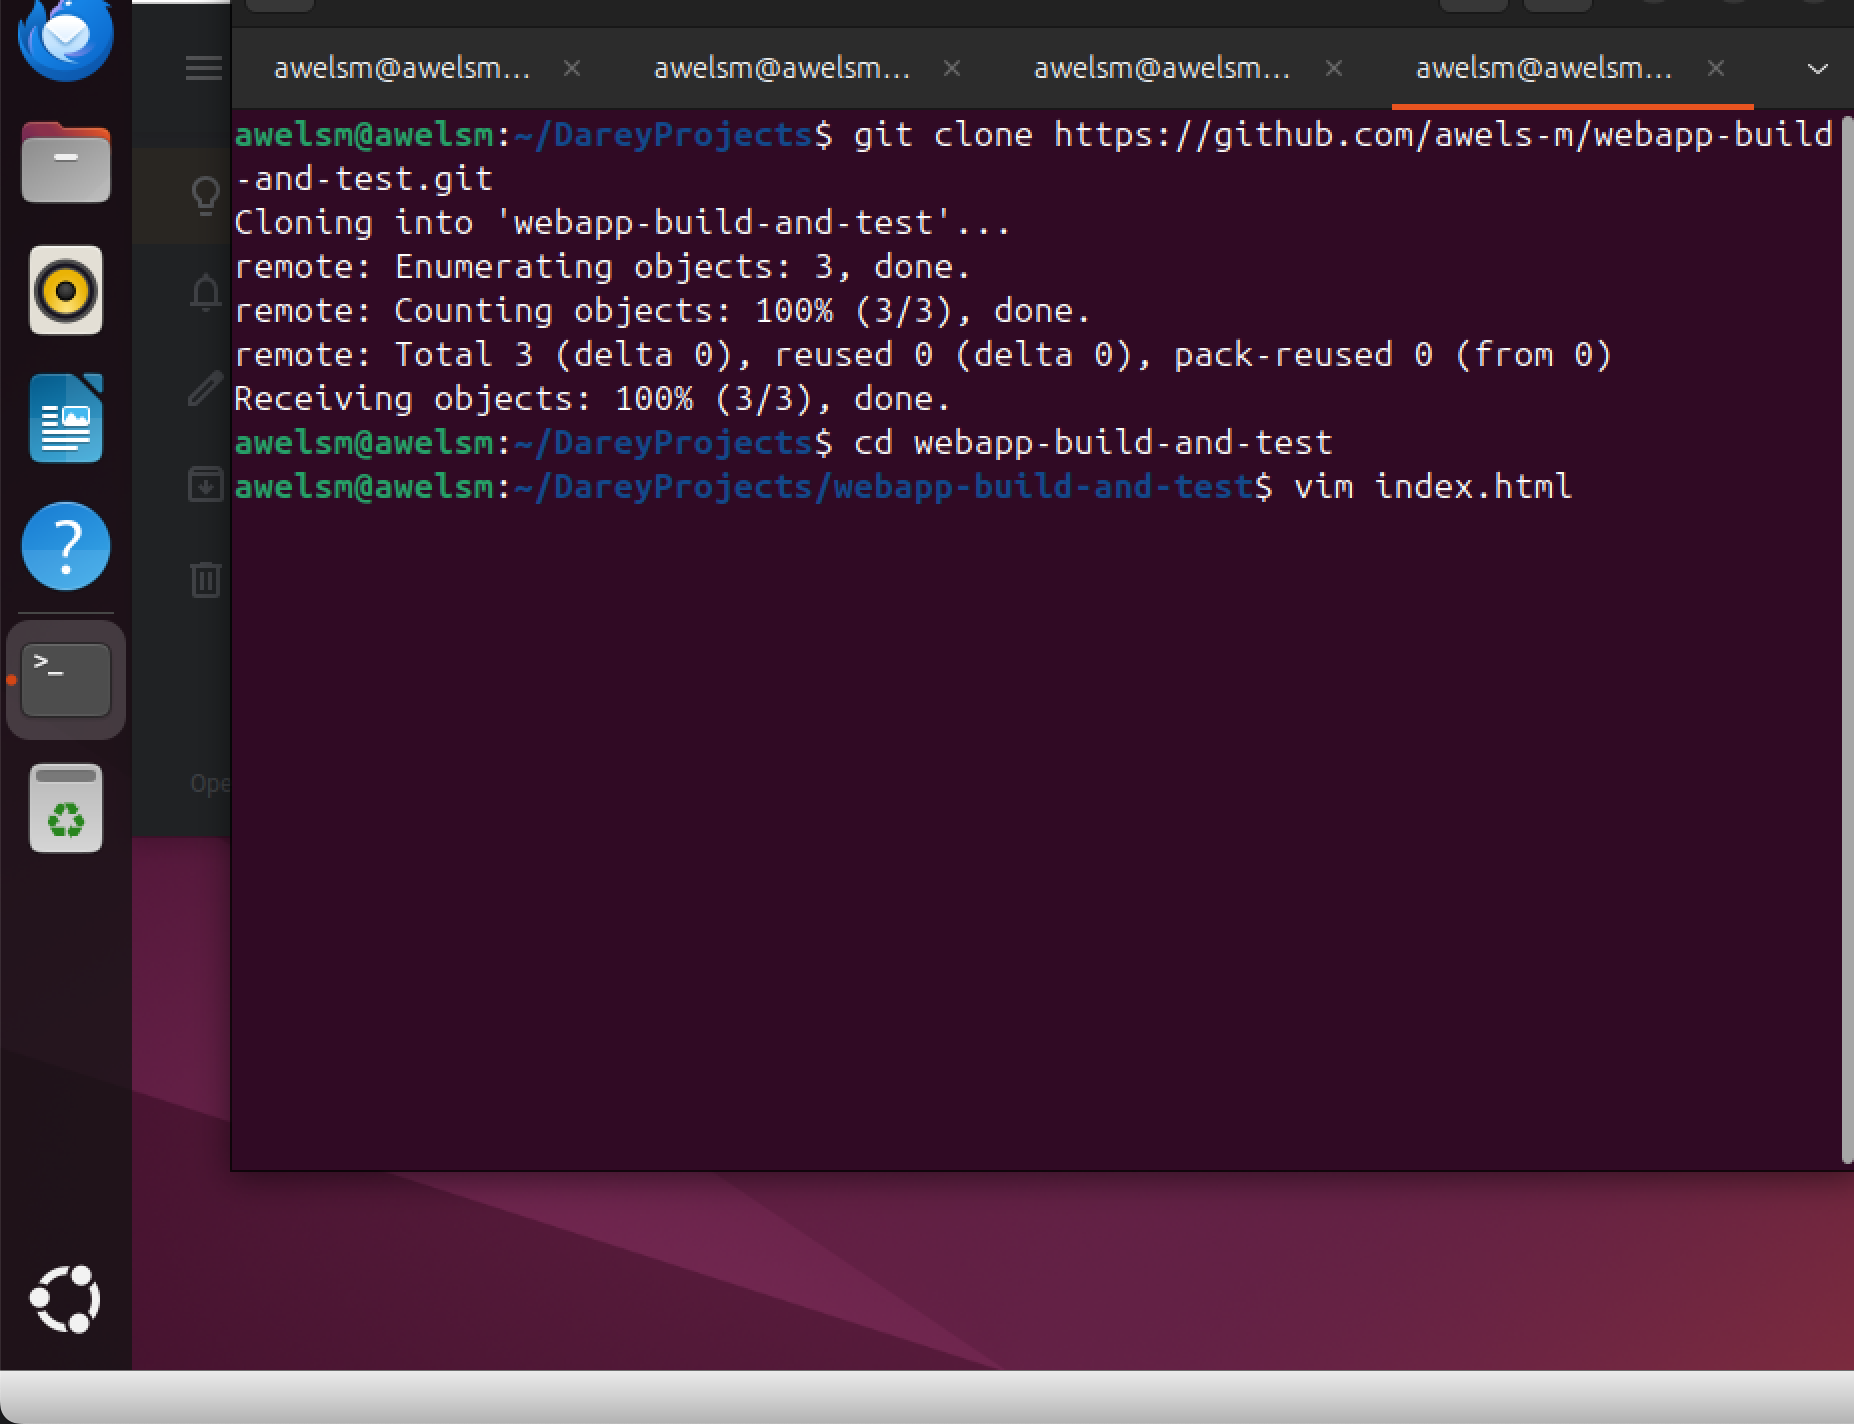 awelsm@awelsm... awelsm@awelsm... awelsm@awelsm... awelsm@awelsm...
awelsm@awelsm:~/DareyProjects$ git clone https://github.com/awels-m/webapp-build
-and-test.git
Cloning into 'webapp-build-and-test'...
remote: Enumerating objects: 3, done.
remote: Counting objects: 100% (3/3), done.
remote: Total 3 (delta 0), reused 0 (delta 0), pack-reused 0 (from 0)
Receiving objects: 100% (3/3), done.
awelsm@awelsm:~/DareyProjects$ cd webapp-build-and-test
awelsm@awelsm:~/DareyProjects/webapp-build-and-test$ vim index.html
Ope